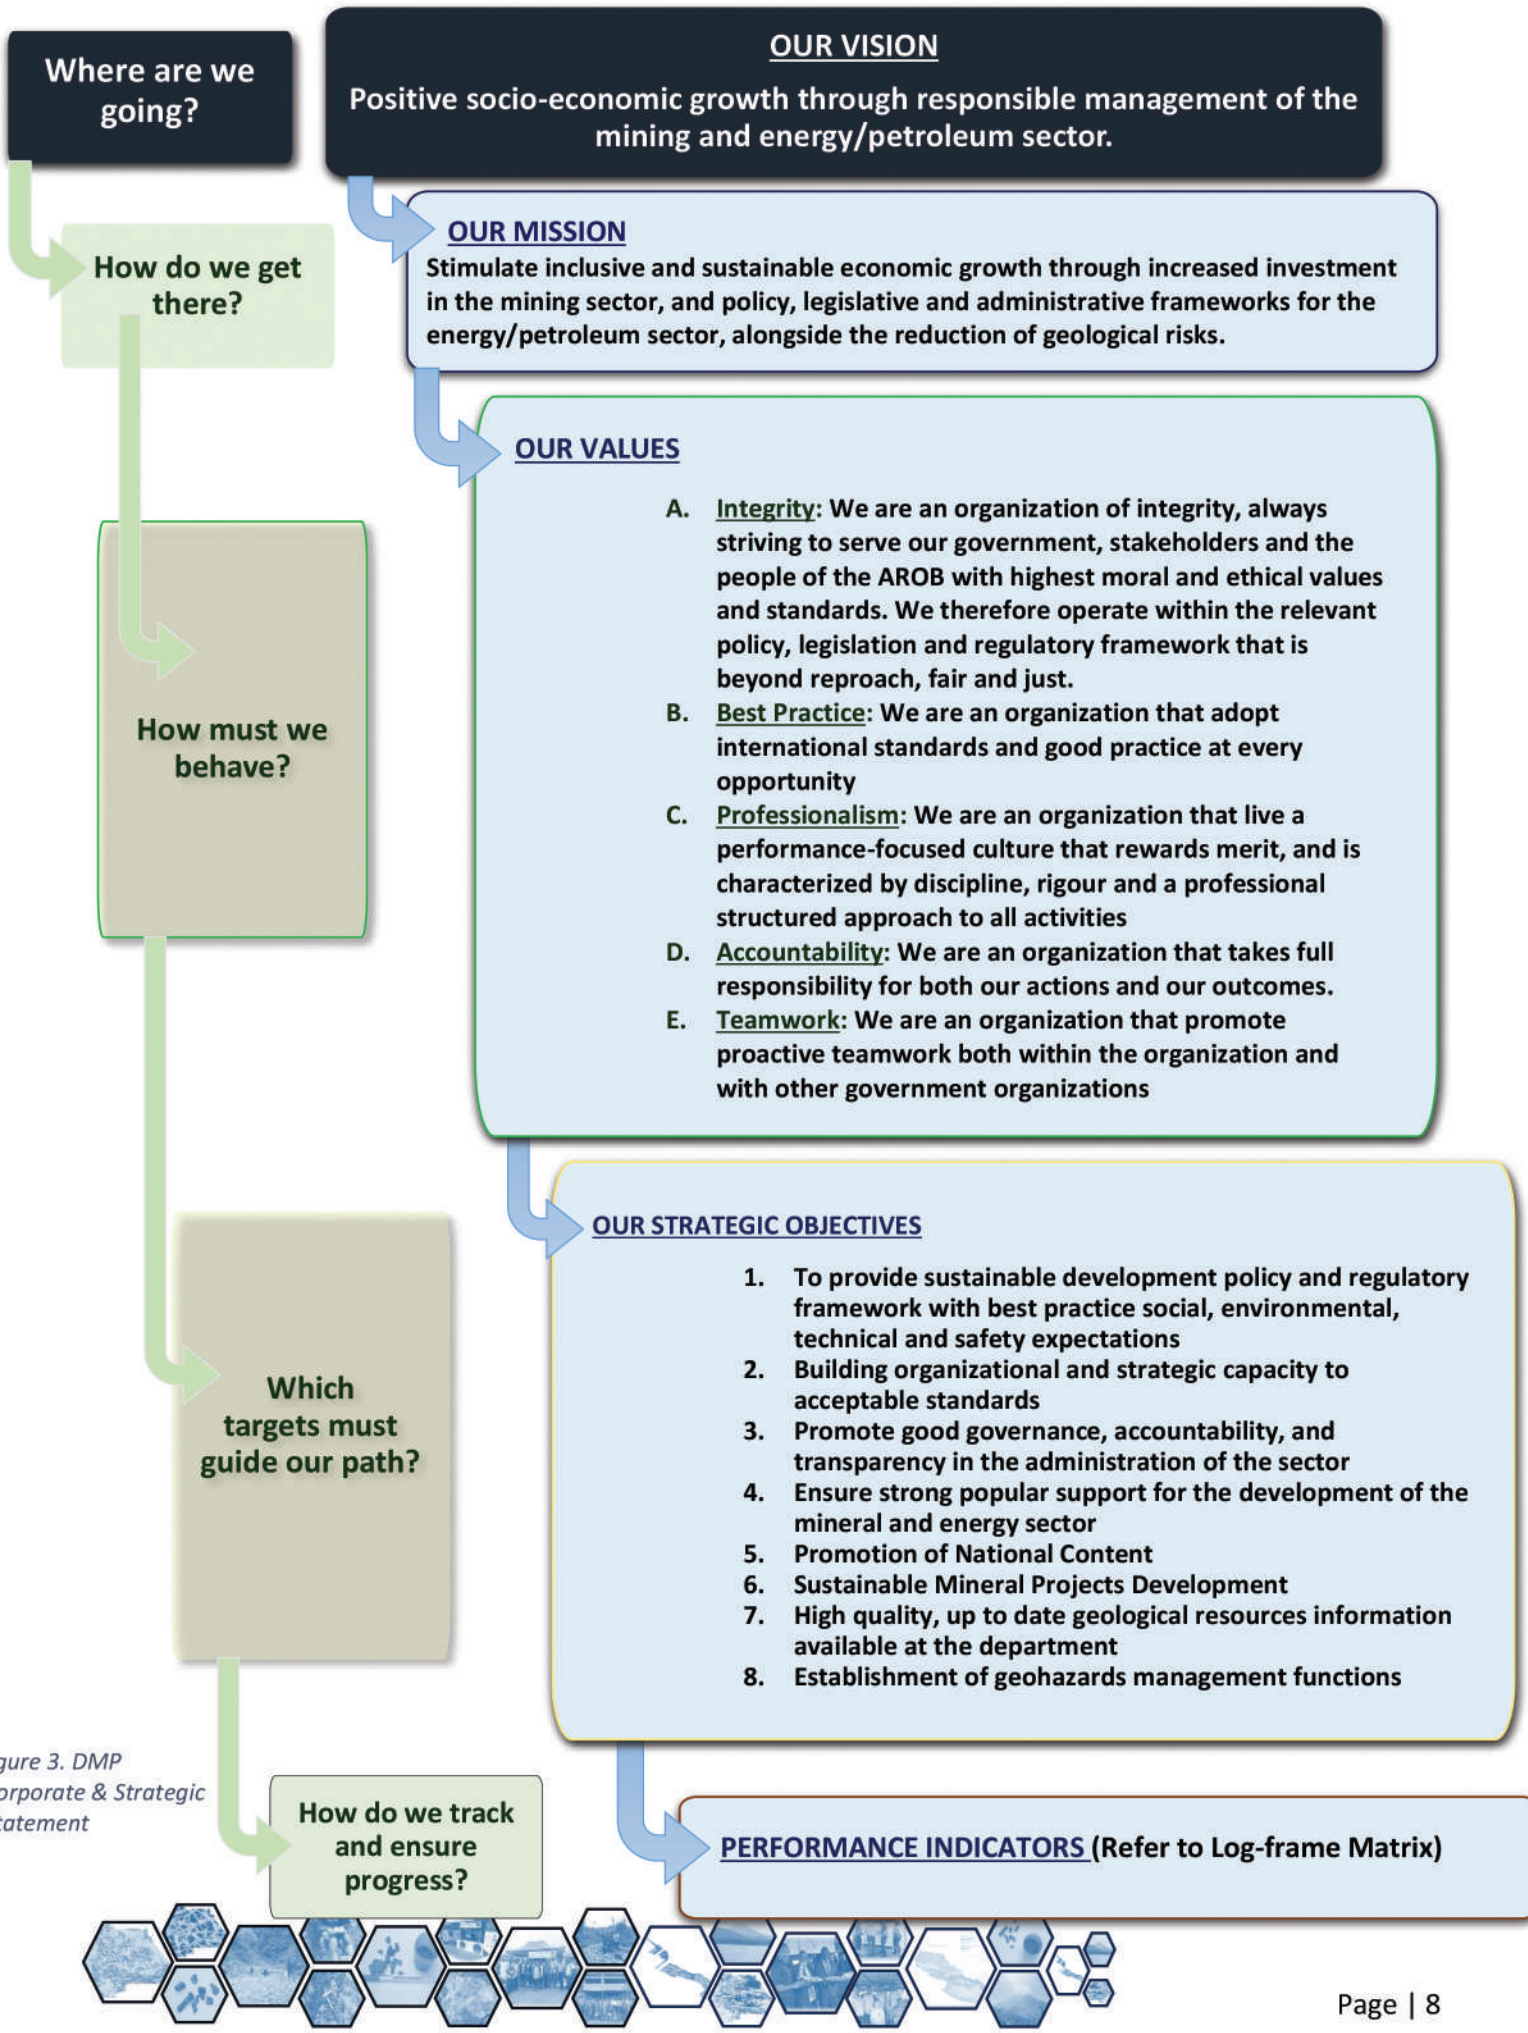 Where are we
going?
OUR VISION
Positive socio-economic growth through responsible management of the
mining and energy/petroleum sector.
How do we get
there?
OUR MISSION
Stimulate inclusive and sustainable economic growth through increased investment
in the mining sector, and policy, legislative and administrative frameworks for the
energy/petroleum sector, alongside the reduction of geological risks.
How must we
behave?
OUR VALUES
A. Integrity: We are an organization of integrity, always
striving to serve our government, stakeholders and the
people of the AROB with highest moral and ethical values
and standards. We therefore operate within the relevant
policy, legislation and regulatory framework that is
beyond reproach, fair and just.
B. Best Practice: We are an organization that adopt
international standards and good practice at every
opportunity
C. Professionalism: We are an organization that live a
performance-focused culture that rewards merit, and is
characterized by discipline, rigour and a professional
structured approach to all activities
D. Accountability: We are an organization that takes full
responsibility for both our actions and our outcomes.
E. Teamwork: We are an organization that promote
proactive teamwork both within the organization and
with other government organizations
Which
targets must
guide our path?
OUR STRATEGIC OBJECTIVES
1. To provide sustainable development policy and regulatory
framework with best practice social, environmental,
technical and safety expectations
2. Building organizational and strategic capacity to
acceptable standards
3. Promote good governance, accountability, and
transparency in the administration of the sector
4. Ensure strong popular support for the development of the
mineral and energy sector
5. Promotion of National Content
6. Sustainable Mineral Projects Development
7. High quality, up to date geological resources information
available at the department
8. Establishment of geohazards management functions
gure 3. DMP
orporate & Strategic
tatement
How do we track
and ensure
progress?
PERFORMANCE INDICATORS (Refer to Log-frame Matrix)
Page | 8